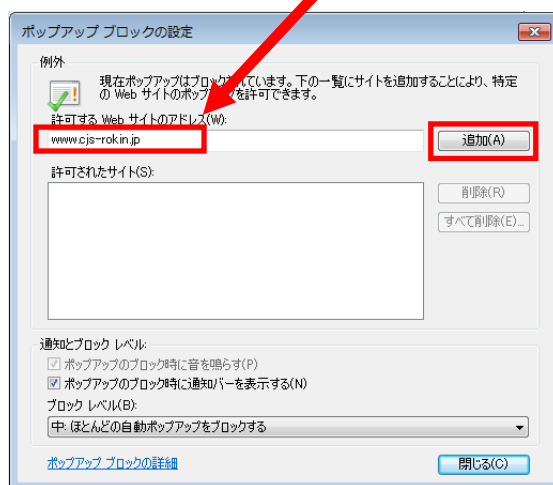 ポップアップ ブロックの設定
例外
現在ポップアップはブロックされています。下の一覧にサイトを追加することにより、特定
の Web サイトのポップアップを許可できます。
許可する Web サイトのアドレス(W):
www.cjs-rokin.jp
追加(A)
許可されたサイト(S):
削除(R)
すべて削除(E)...
通知とブロック レベル:
ポップアップのブロック時に音を鳴らす(P)
ポップアップのブロック時に通知バーを表示する(N)
ブロック レベル(B):
中: ほとんどの自動ポップアップをブロックする
ポップアップ ブロックの詳細
閉じる(C)